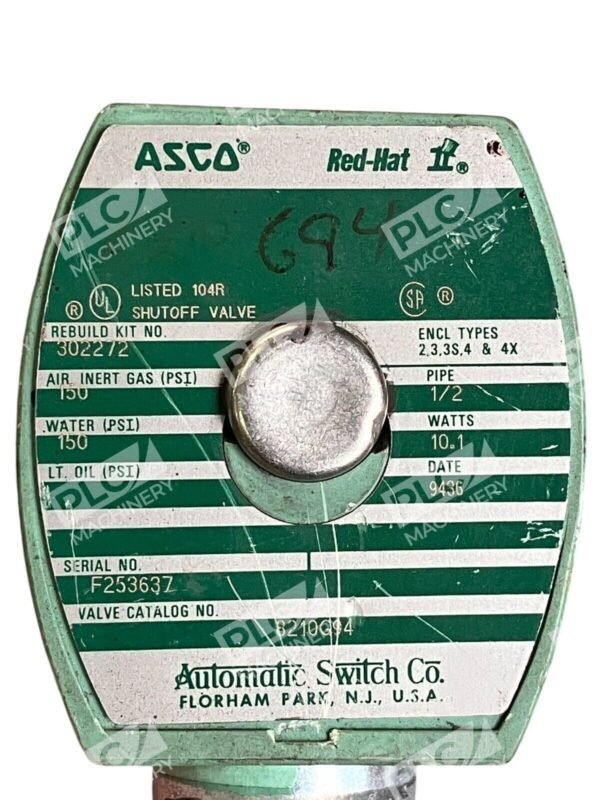 ASCO® Red-Hat II®
694
® UL LISTED 104R
SHUTOFF VALVE
SA ®
REBUILD KIT NO.
302272
ENCL TYPES
2,3,3S,4 & 4X
AIR, INERT GAS (PSI)
150
PIPE
1/2
WATER (PSI)
150
WATTS
10.1
LT. OIL (PSI)
DATE
9436
SERIAL NO.
F253637
VALVE CATALOG NO.
8210G94
Automatic Switch Co.
FLORHAM PARK, N.J., U.S.A.
PLC MACHINERY